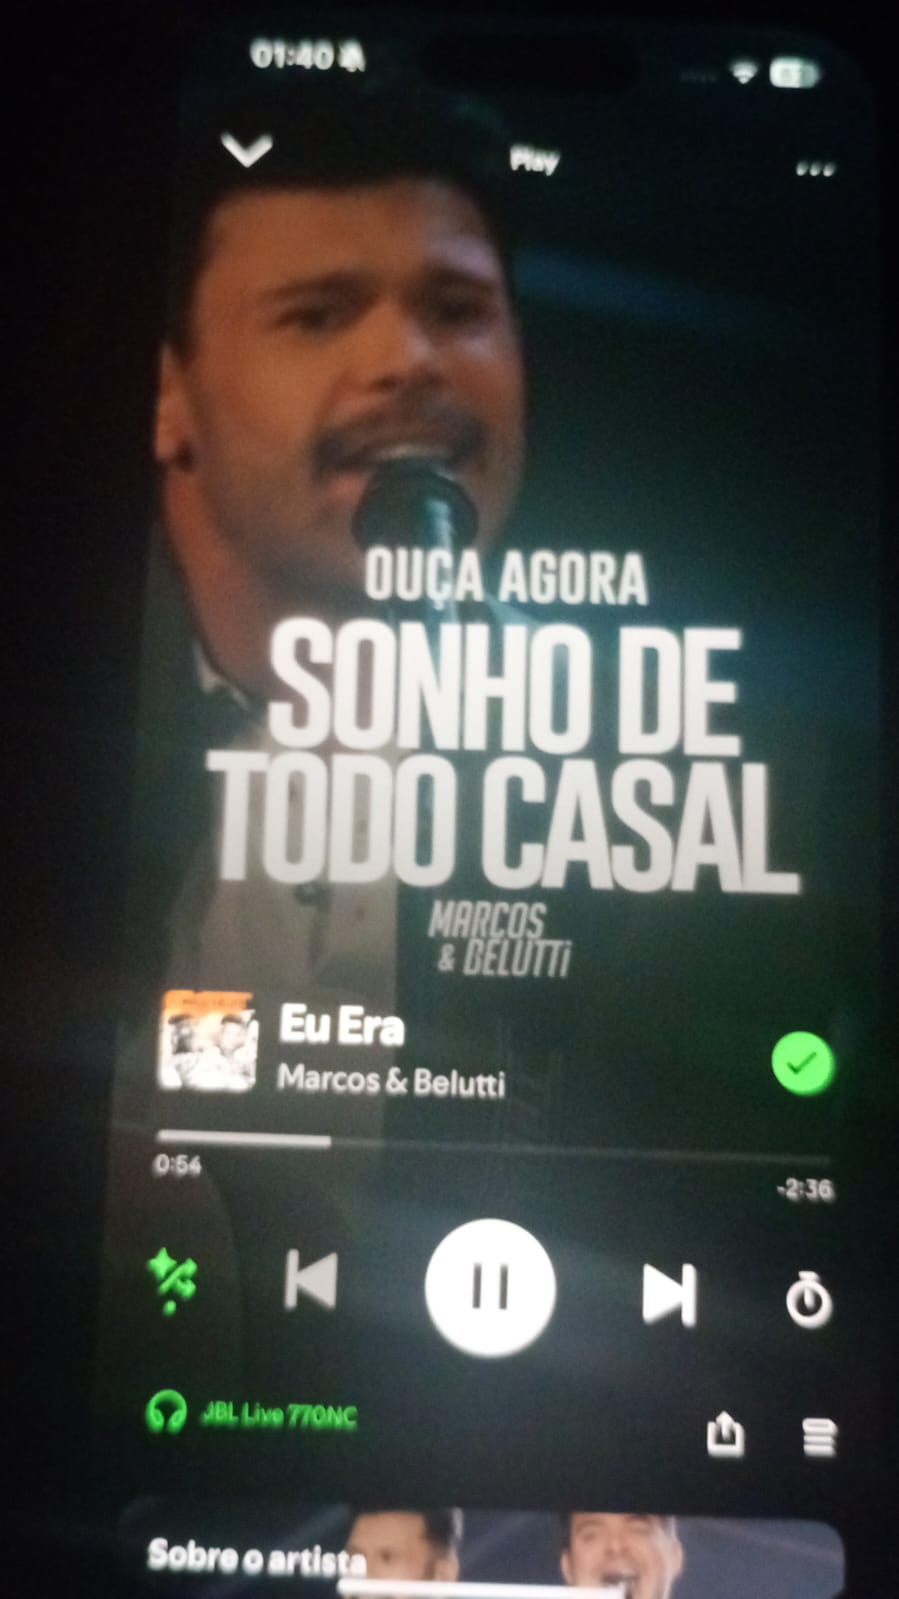 01:40
Play
OUÇA AGORA
SONHO DE
TODO CASAL
MARCOS
& BELUTTi
Eu Era
Marcos & Belutti
0:54
-2:36
JBL Live 770NC
Sobre o artista